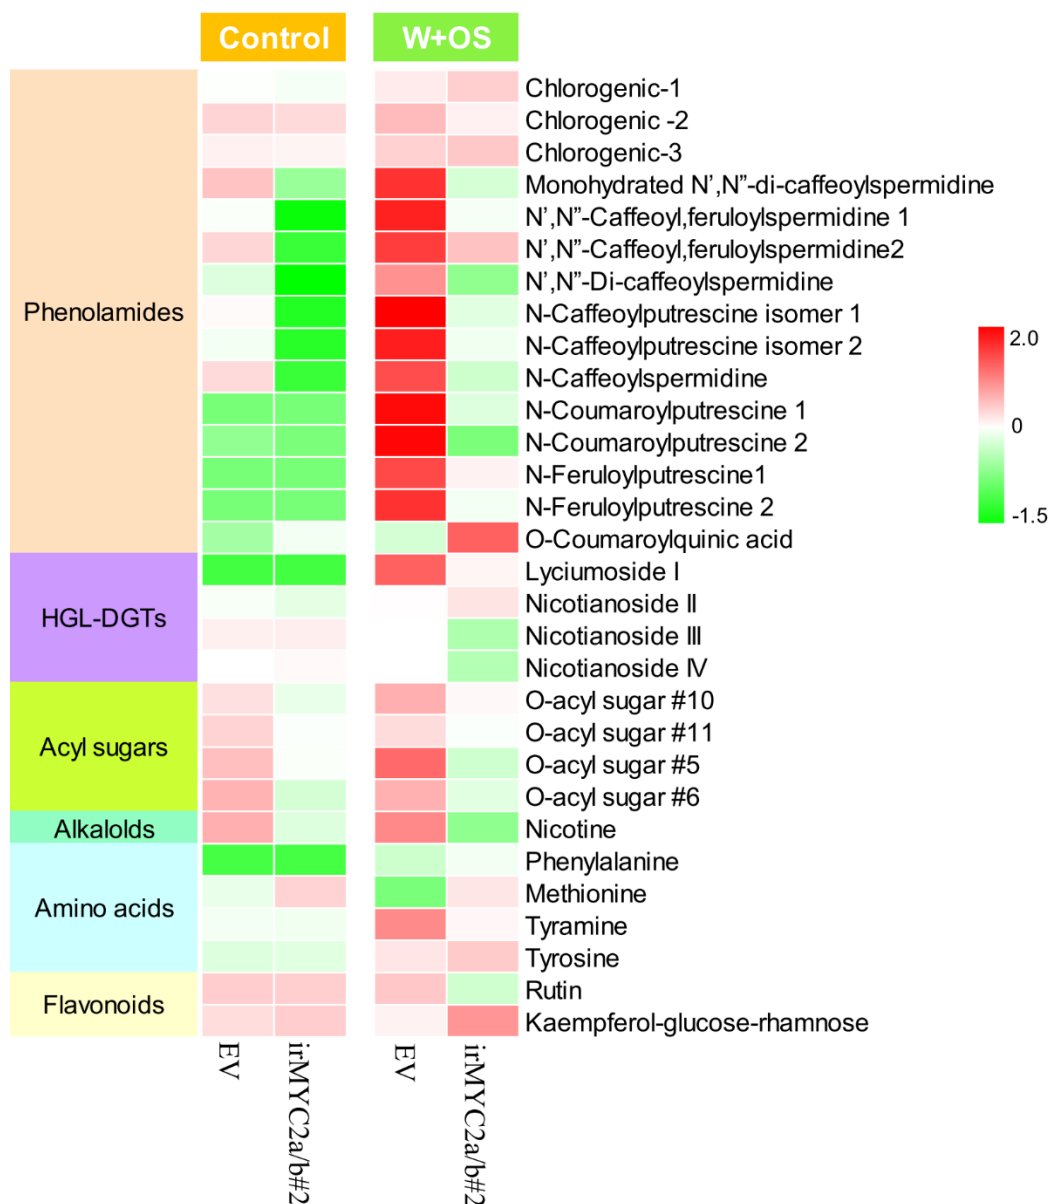 Control
W+OS
Phenolamides
HGL-DGTs
Acyl sugars
Alkalolds
Amino acids
Flavonoids
Chlorogenic-1
Chlorogenic -2
Chlorogenic-3
Monohydrated N’,N”-di-caffeoylspermidine
N’,N”-Caffeoyl,feruloylspermidine 1
N’,N”-Caffeoyl,feruloylspermidine2
N’,N”-Di-caffeoylspermidine
N-Caffeoylputrescine isomer 1
N-Caffeoylputrescine isomer 2
N-Caffeoylspermidine
N-Coumaroylputrescine 1
N-Coumaroylputrescine 2
N-Feruloylputrescine1
N-Feruloylputrescine 2
O-Coumaroylquinic acid
Lyciumoside I
Nicotianoside Ⅱ
Nicotianoside Ⅲ
Nicotianoside Ⅳ
O-acyl sugar #10
O-acyl sugar #11
O-acyl sugar #5
O-acyl sugar #6
Nicotine
Phenylalanine
Methionine
Tyramine
Tyrosine
Rutin
Kaempferol-glucose-rhamnose
2.0
0
-1.5
EV
irMYC2a/b#2
EV
irMYC2a/b#2